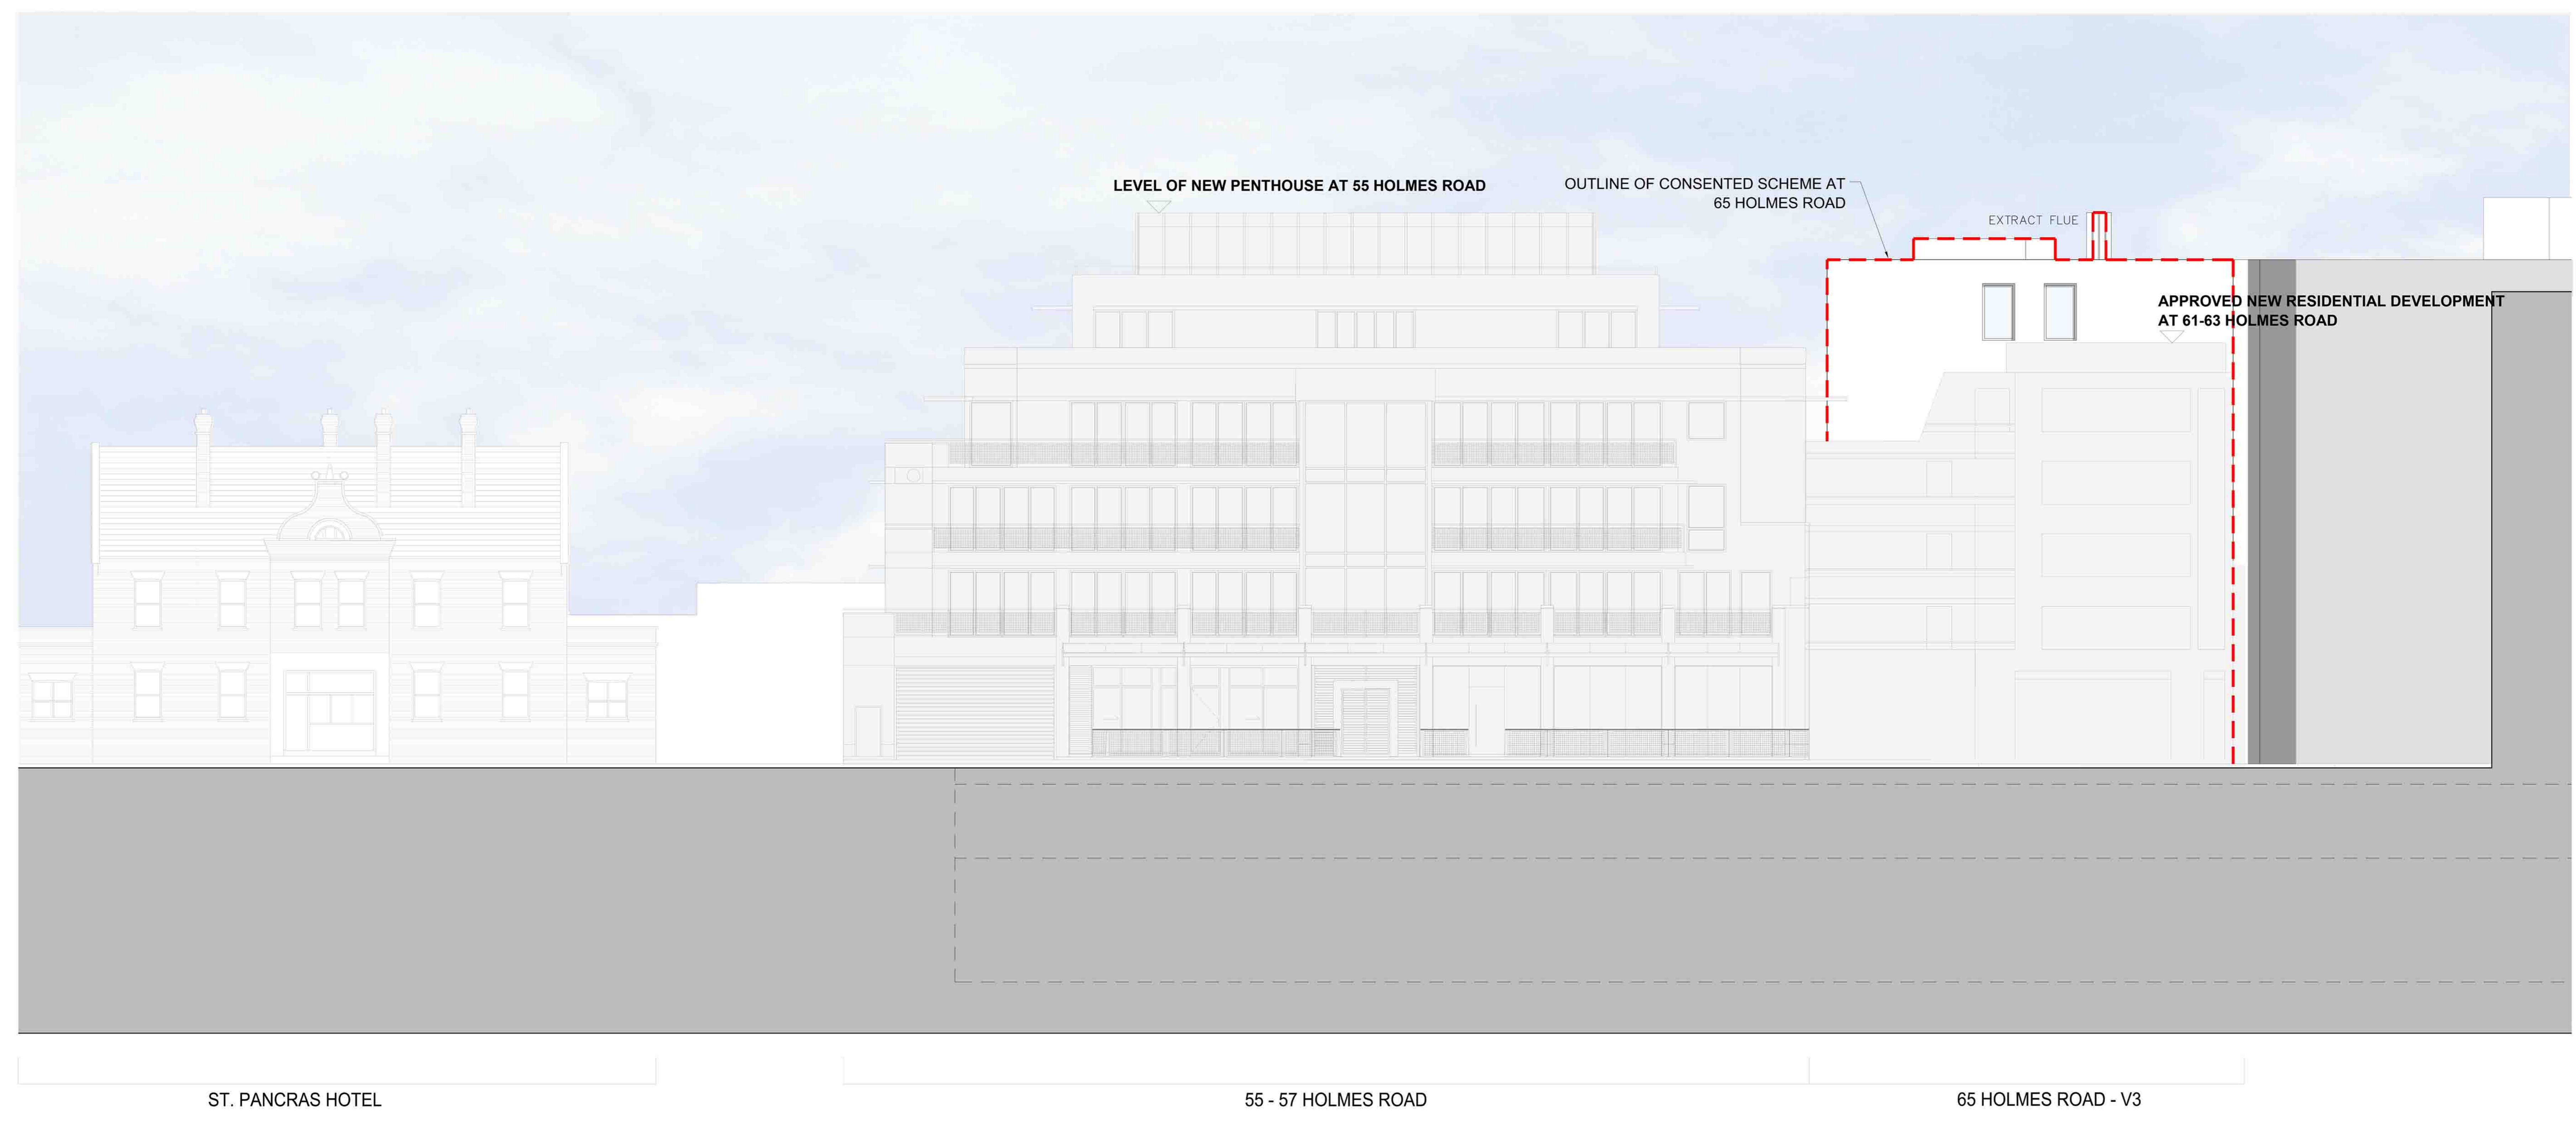 LEVEL OF NEW PENTHOUSE AT 55 HOLMES ROAD
OUTLINE OF CONSENTED SCHEME AT
65 HOLMES ROAD
EXTRACT FLUE
APPROVED NEW RESIDENTIAL DEVELOPMENT
AT 61-63 HOLMES ROAD
ST. PANCRAS HOTEL
55 - 57 HOLMES ROAD
65 HOLMES ROAD - V3